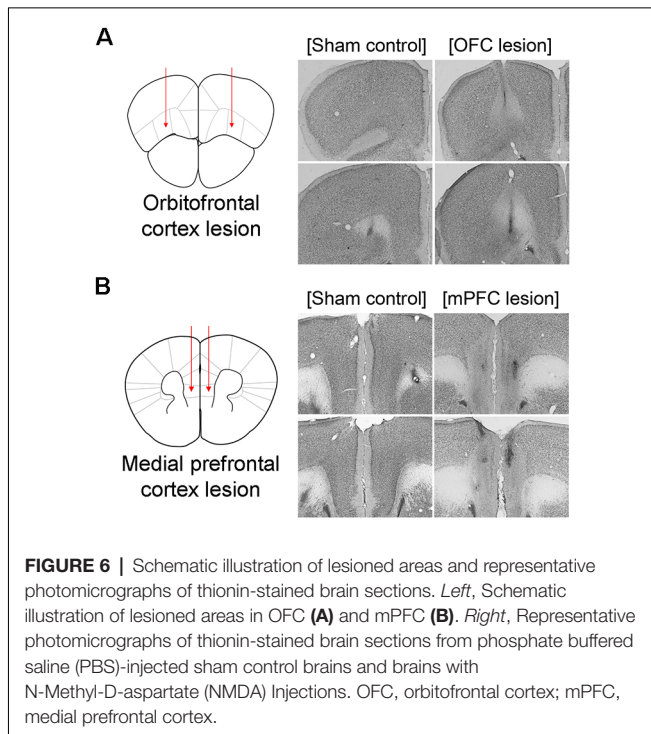 A
[Sham control] [OFC lesion]
Orbitofrontal
cortex lesion
B
[Sham control] [mPFC lesion]
Medial prefrontal
cortex lesion
FIGURE 6 | Schematic illustration of lesioned areas and representative
photomicrographs of thionin-stained brain sections. Left, Schematic
illustration of lesioned areas in OFC (A) and mPFC (B). Right, Representative
photomicrographs of thionin-stained brain sections from phosphate buffered
saline (PBS)-injected sham control brains and brains with
N-Methyl-D-aspartate (NMDA) Injections. OFC, orbitofrontal cortex; mPFC,
medial prefrontal cortex.